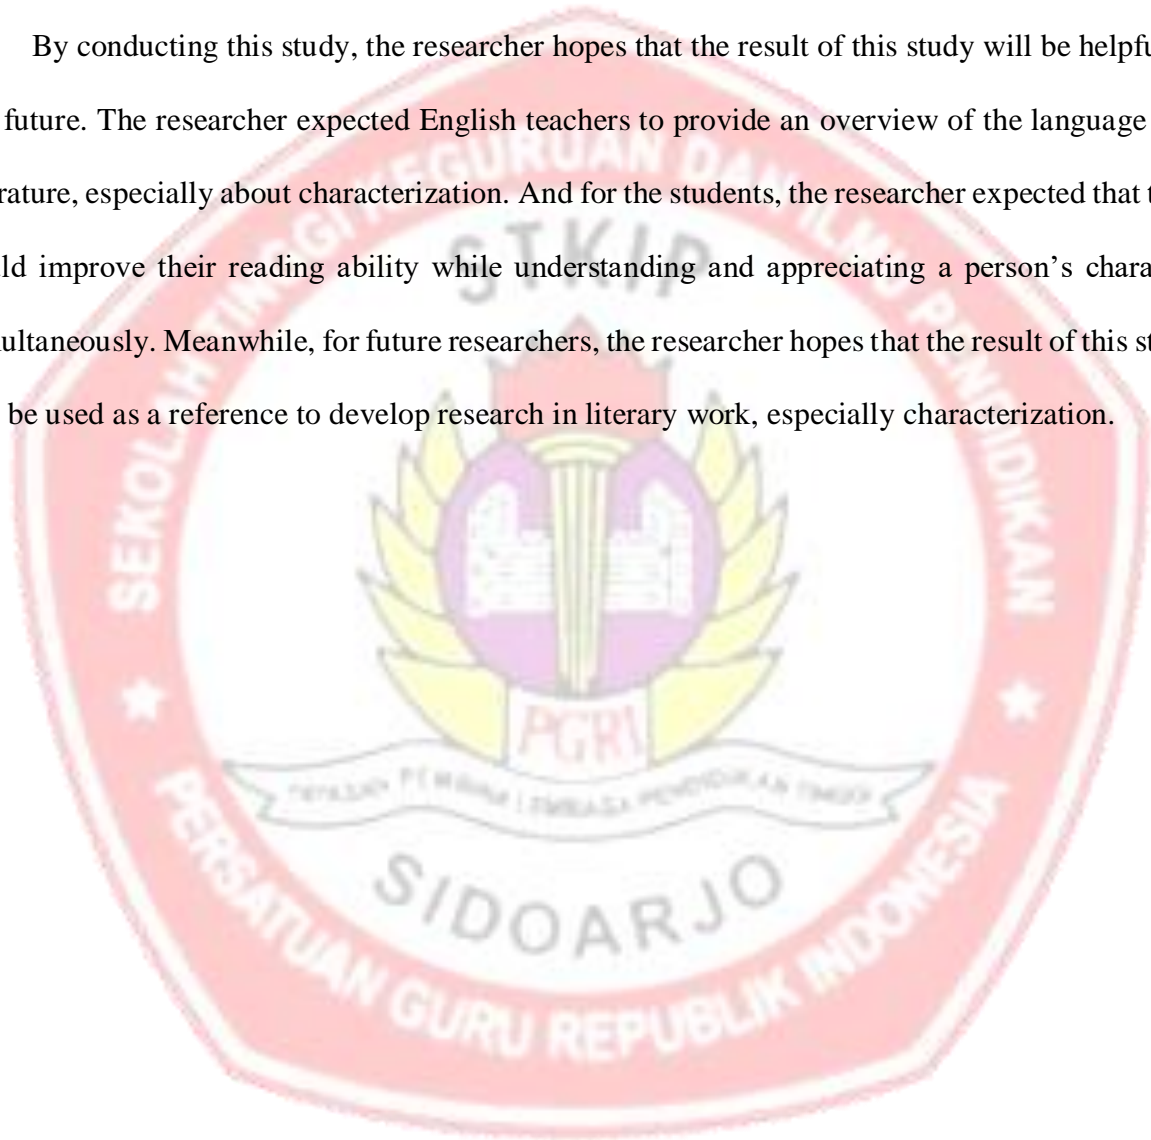 By conducting this study, the researcher hopes that the result of this study will be helpfu
future. The researcher expected English teachers to provide an overview of the language
rature, especially about characterization. And for the students, the researcher expected that t
ld improve their reading ability while understanding and appreciating a person's chara
ultaneously. Meanwhile, for future researchers, the researcher hopes that the result of this st
be used as a reference to develop research in literary work, especially characterization.
SEKOLAH TINGGI KEGURUAN DAN ILMU PENDIDIKAN
STKIP
PGRI
PEMBINA LEMBAGA PENDIDIKAN
SIDOARJO
PERSATUAN GURU REPUBLIK INDONESIA